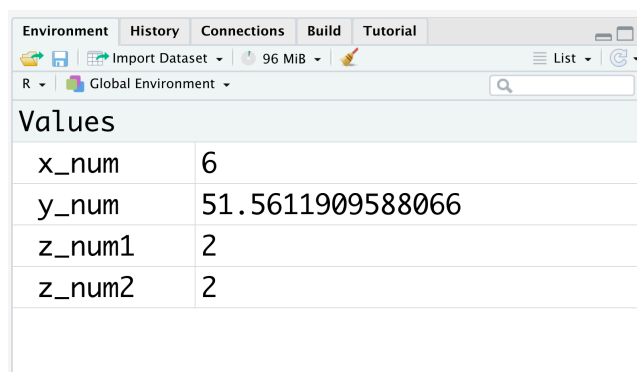 Environment History Connections Build Tutorial
Import Dataset 96 MiB List
R Global Environment
Values
x_num 6
y_num 51.5611909588066
z_num1 2
z_num2 2